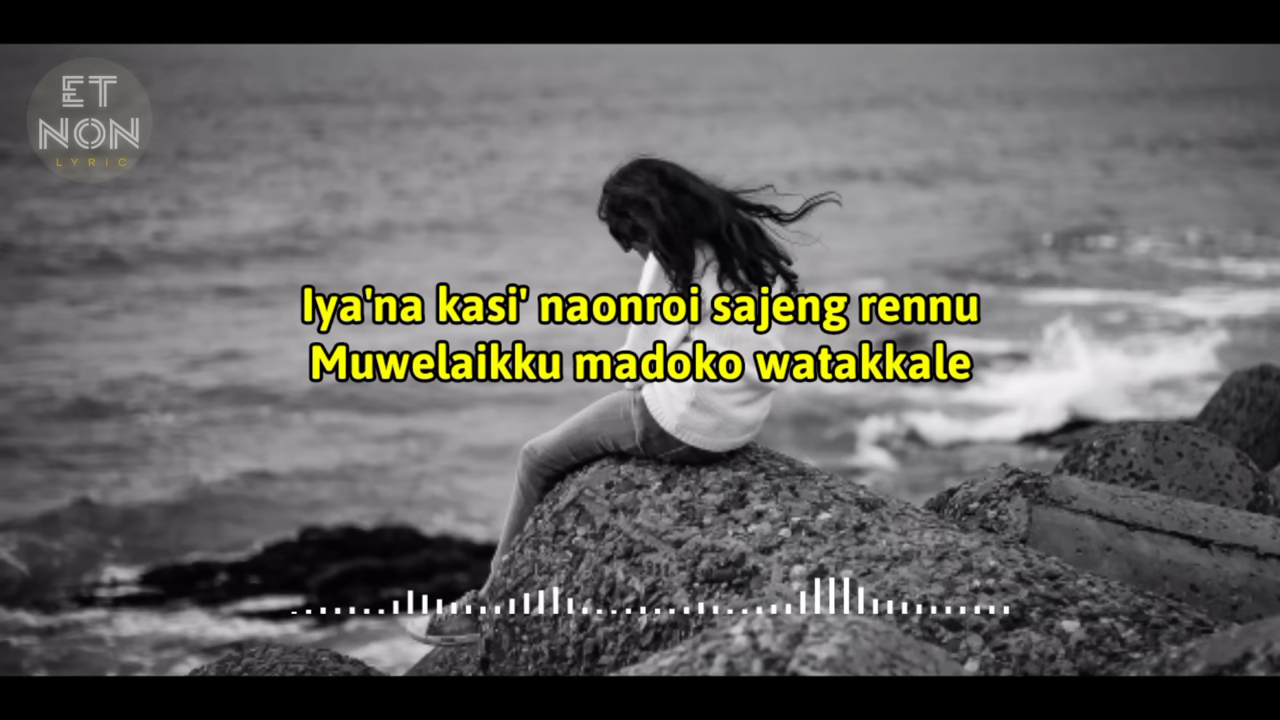 ET
NON
LYRIC
Iya'na kasi' naonroi sajeng rennu
Muwelaikku madoko watakkale